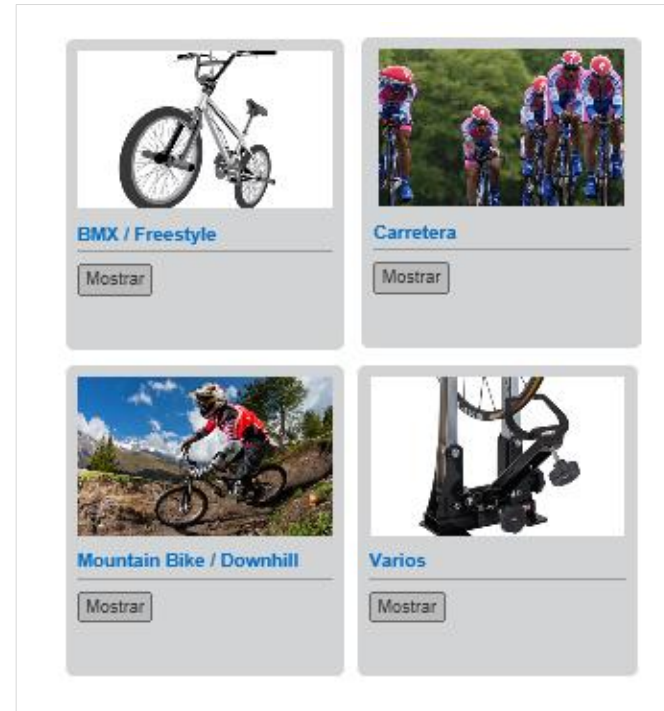 BMX / Freestyle
Mostrar
Carretera
Mostrar
Mountain Bike / Downhill
Mostrar
Varios
Mostrar